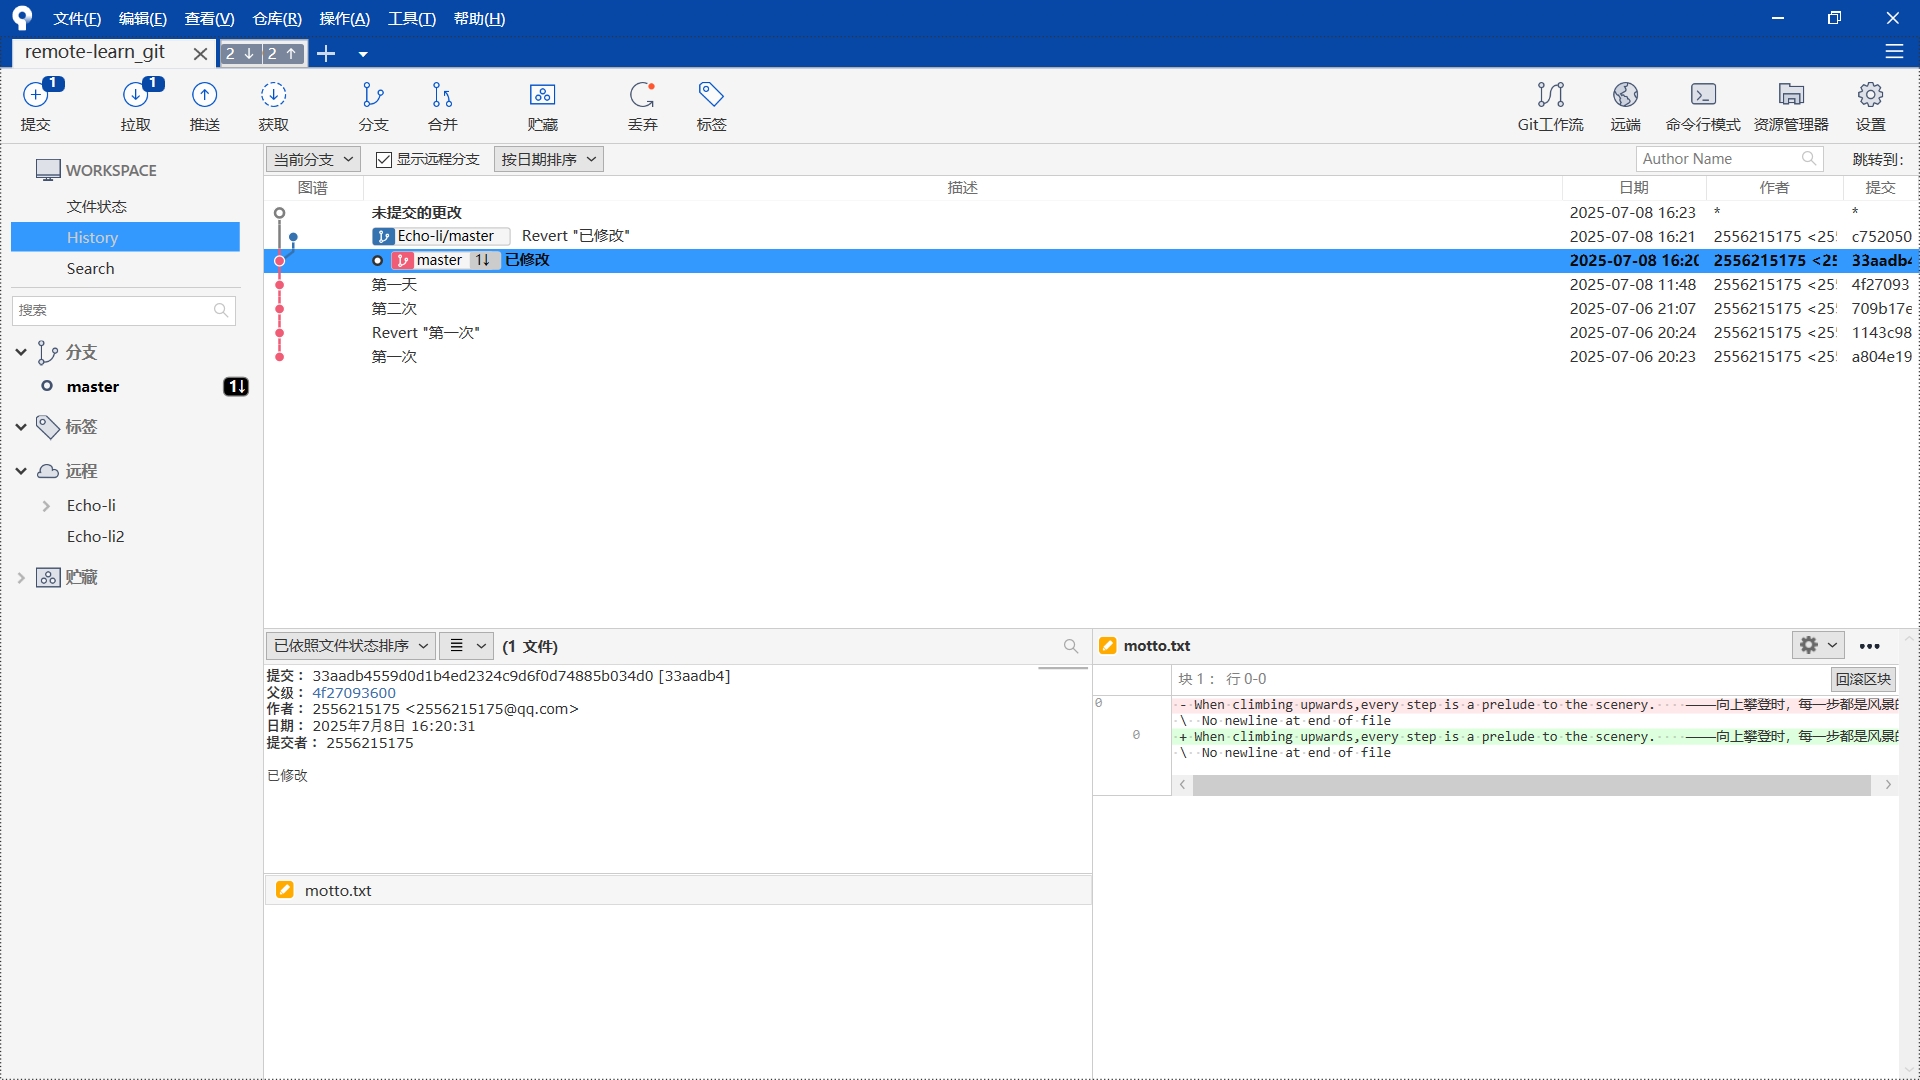 文件(F) 编辑(E) 查看(V) 仓库(R) 操作(A) 工具(T) 帮助(H)
remote-learn_git 2 ↓ 2 ↑
1 1
提交 拉取 推送 获取 分支 合并 贮藏 丢弃 标签 Git工作流 远端 命令行模式 资源管理器 设置
WORKSPACE
文件状态
History
Search
搜索
分支
master 1↓
标签
远程
Echo-li
Echo-li2
贮藏
当前分支 显示远程分支 按日期排序 Author Name 跳转到:
图谱 描述 日期 作者 提交
未提交的更改 2025-07-08 16:23 * *
Echo-li/master Revert "已修改" 2025-07-08 16:21 2556215175 <25 c752050
master 1↓ 已修改 2025-07-08 16:20 2556215175 <25 33aadb4
第一天 2025-07-08 11:48 2556215175 <25 4f27093
第二次 2025-07-06 21:07 2556215175 <25 709b17e
Revert "第一次" 2025-07-06 20:24 2556215175 <25 1143c98
第一次 2025-07-06 20:23 2556215175 <25 a804e19
已依照文件状态排序 (1 文件)
提交： 33aadb4559d0d1b4ed2324c9d6f0d74885b034d0 [33aadb4]
父级： 4f27093600
作者： 2556215175 <2556215175@qq.com>
日期： 2025年7月8日 16:20:31
提交者： 2556215175
已修改
motto.txt
motto.txt
块 1： 行 0-0 回滚区块
0 - When climbing upwards,every step is a prelude to the scenery. ——向上攀登时，每一步都是风景
\ No newline at end of file
0 + When climbing upwards,every step is a prelude to the scenery. ——向上攀登时，每一步都是风景
\ No newline at end of file